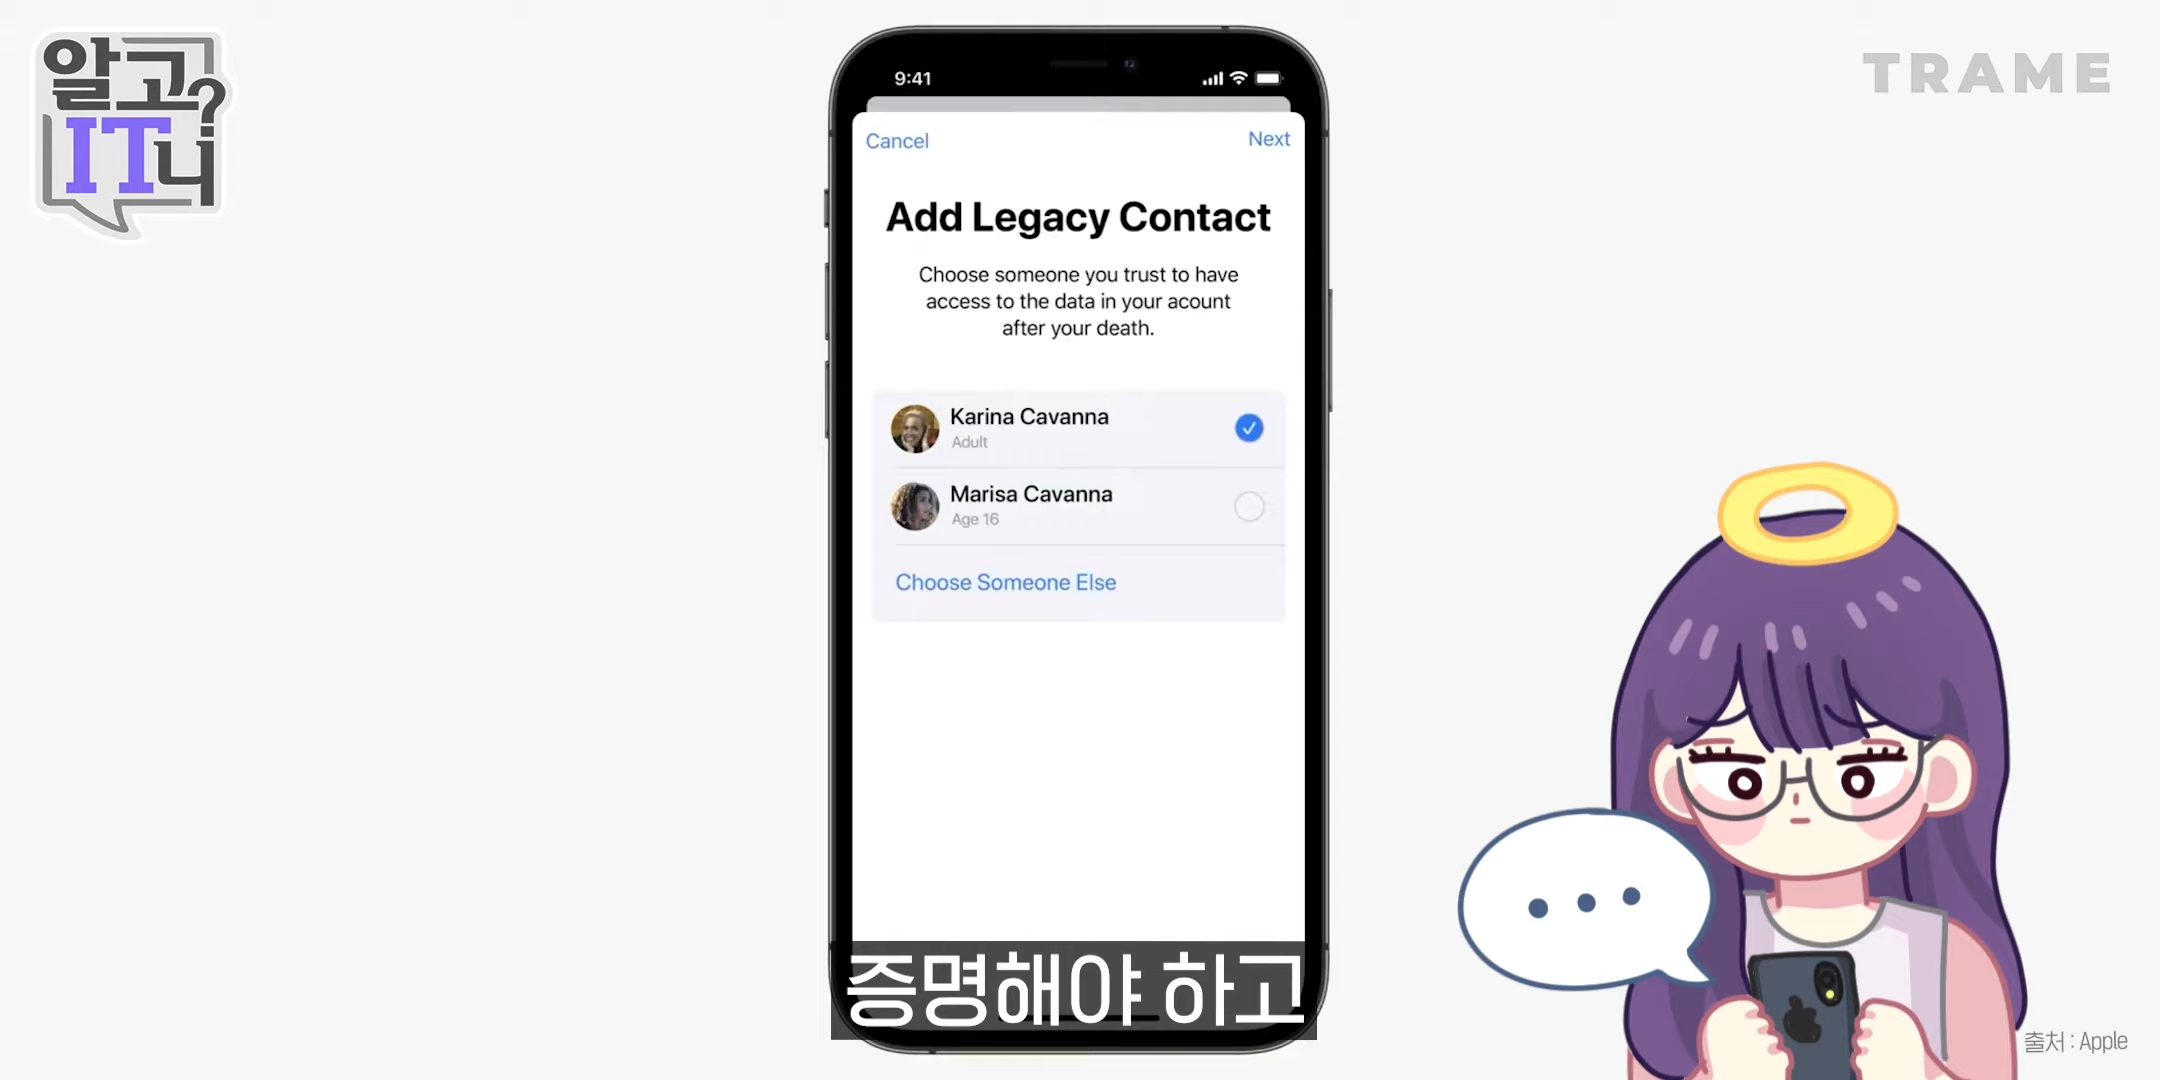 알고?
IT니
TRAME
9:41
Cancel
Next
Add Legacy Contact
Choose someone you trust to have
access to the data in your acount
after your death.
Karina Cavanna
Adult
Marisa Cavanna
Age 16
Choose Someone Else
증명해야 하고
출처 : Apple